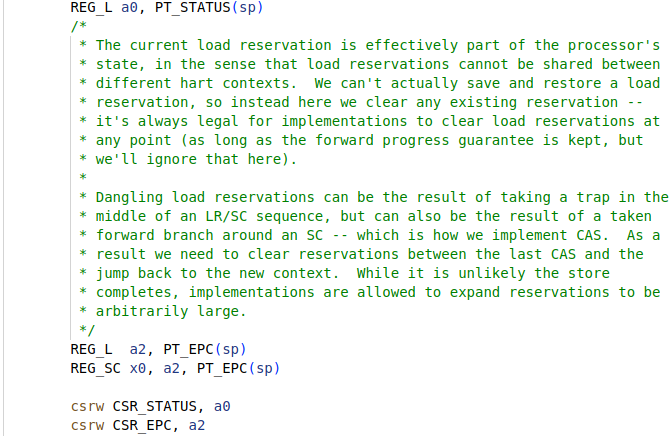 REG_L a0, PT_STATUS(sp)
/*
* The current load reservation is effectively part of the processor's
* state, in the sense that load reservations cannot be shared between
* different hart contexts.  We can't actually save and restore a load
* reservation, so instead here we clear any existing reservation --
* it's always legal for implementations to clear load reservations at
* any point (as long as the forward progress guarantee is kept, but
* we'll ignore that here).
*
* Dangling load reservations can be the result of taking a trap in the
* middle of an LR/SC sequence, but can also be the result of a taken
* forward branch around an SC -- which is how we implement CAS.  As a
* result we need to clear reservations between the last CAS and the
* jump back to the new context.  While it is unlikely the store
* completes, implementations are allowed to expand reservations to be
* arbitrarily large.
*/
REG_L  a2, PT_EPC(sp)
REG_SC x0, a2, PT_EPC(sp)
csrw CSR_STATUS, a0
csrw CSR_EPC, a2